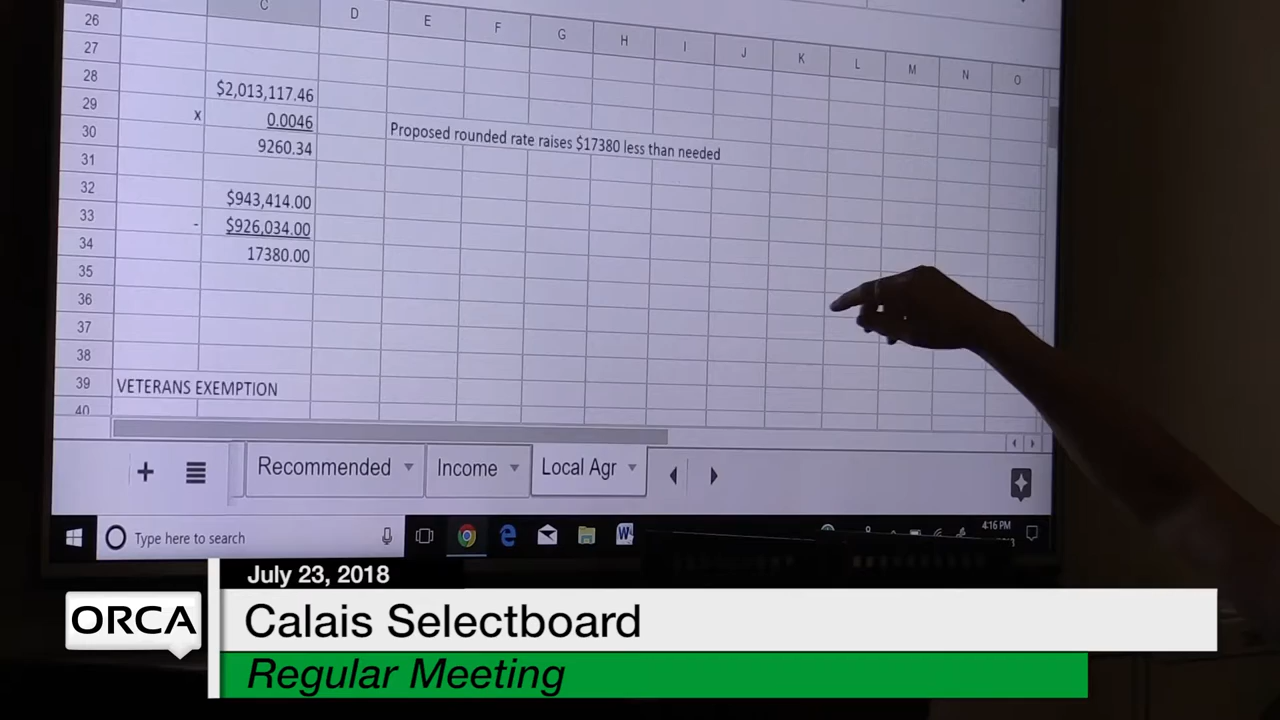 C D E F G H I J K L M N O
26
27
28 $2,013,117.46
29 x 0.0046
30 9260.34 Proposed rounded rate raises $17380 less than needed
31
32 $943,414.00
33 - $926,034.00
34 17380.00
35
36
37
38
39 VETERANS EXEMPTION
40
+ Recommended Income Local Agr
Type here to search
4:16 PM
July 23, 2018
ORCA
Calais Selectboard
Regular Meeting